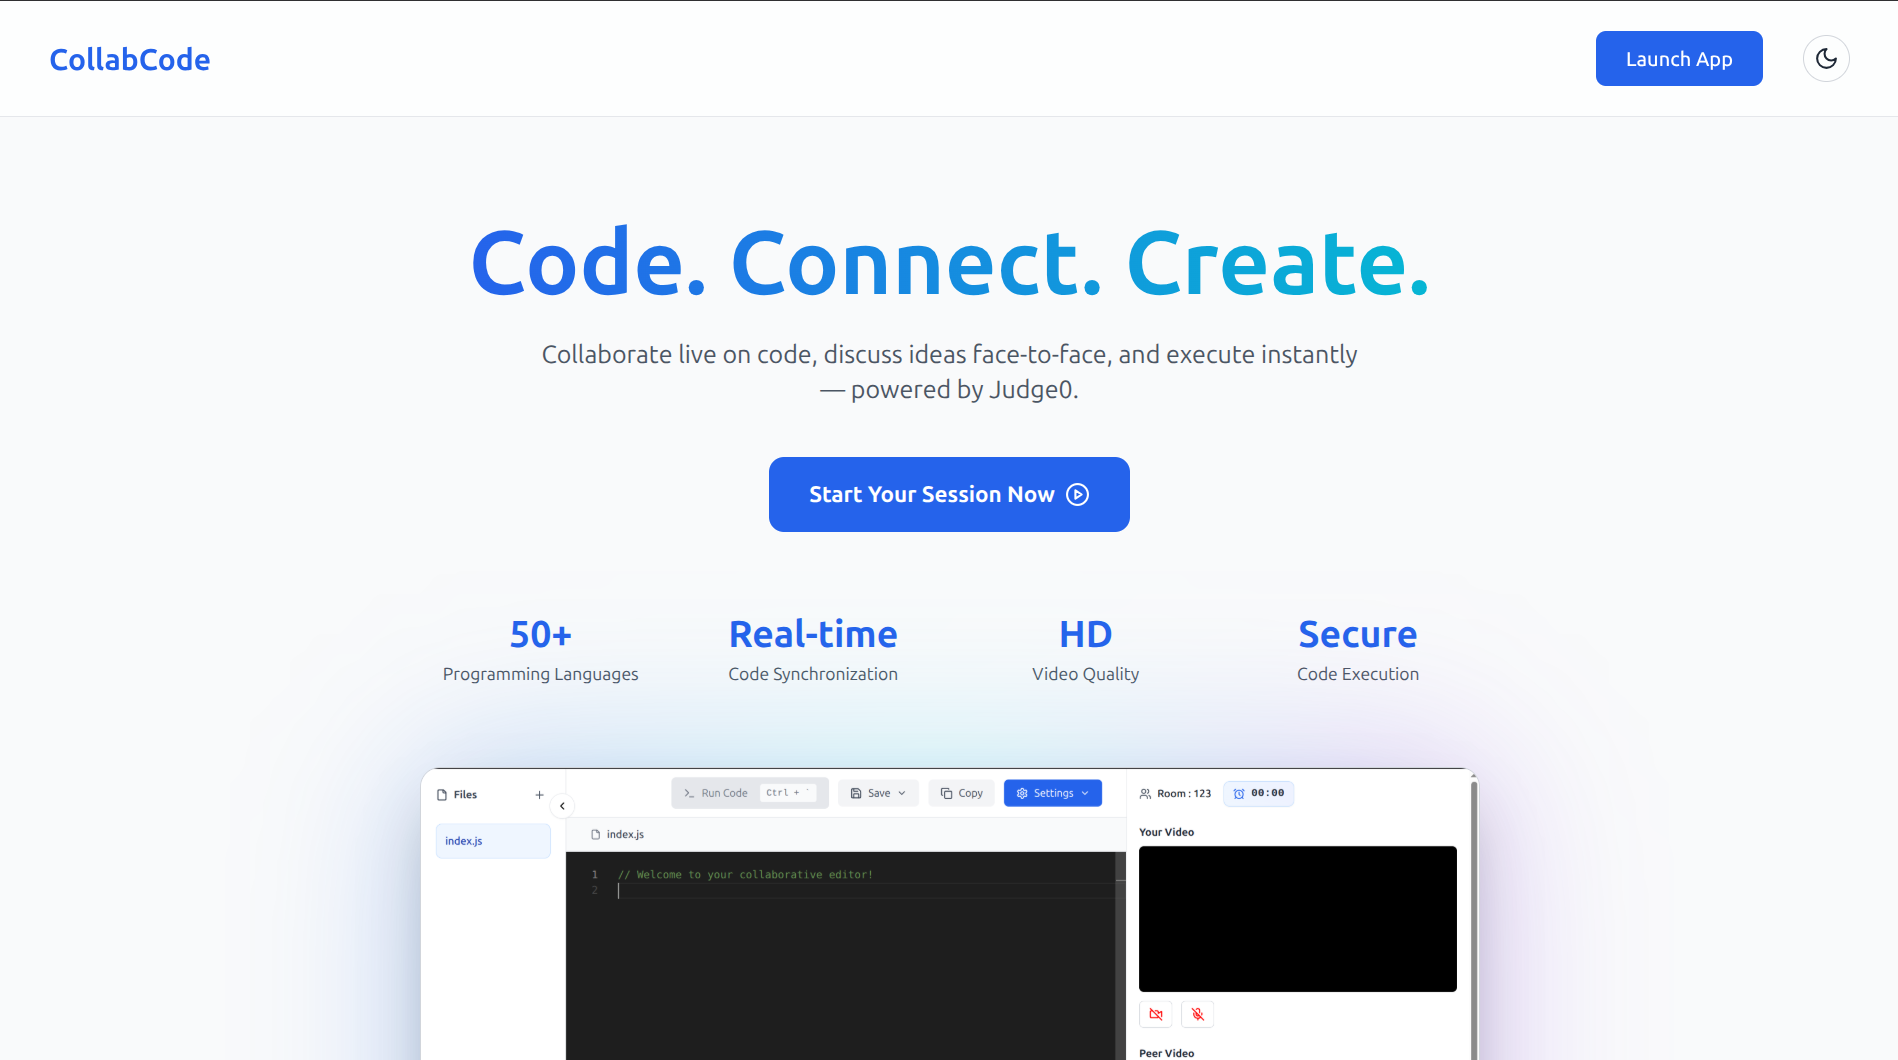 CollabCode
Launch App
Code. Connect. Create.
Collaborate live on code, discuss ideas face-to-face, and execute instantly
— powered by Judge0.
Start Your Session Now
50+
Programming Languages
Real-time
Code Synchronization
HD
Video Quality
Secure
Code Execution
Files
index.js
Run Code Ctrl + `
Save
Copy
Settings
index.js
1 // Welcome to your collaborative editor!
2
Room : 123
00:00
Your Video
Peer Video